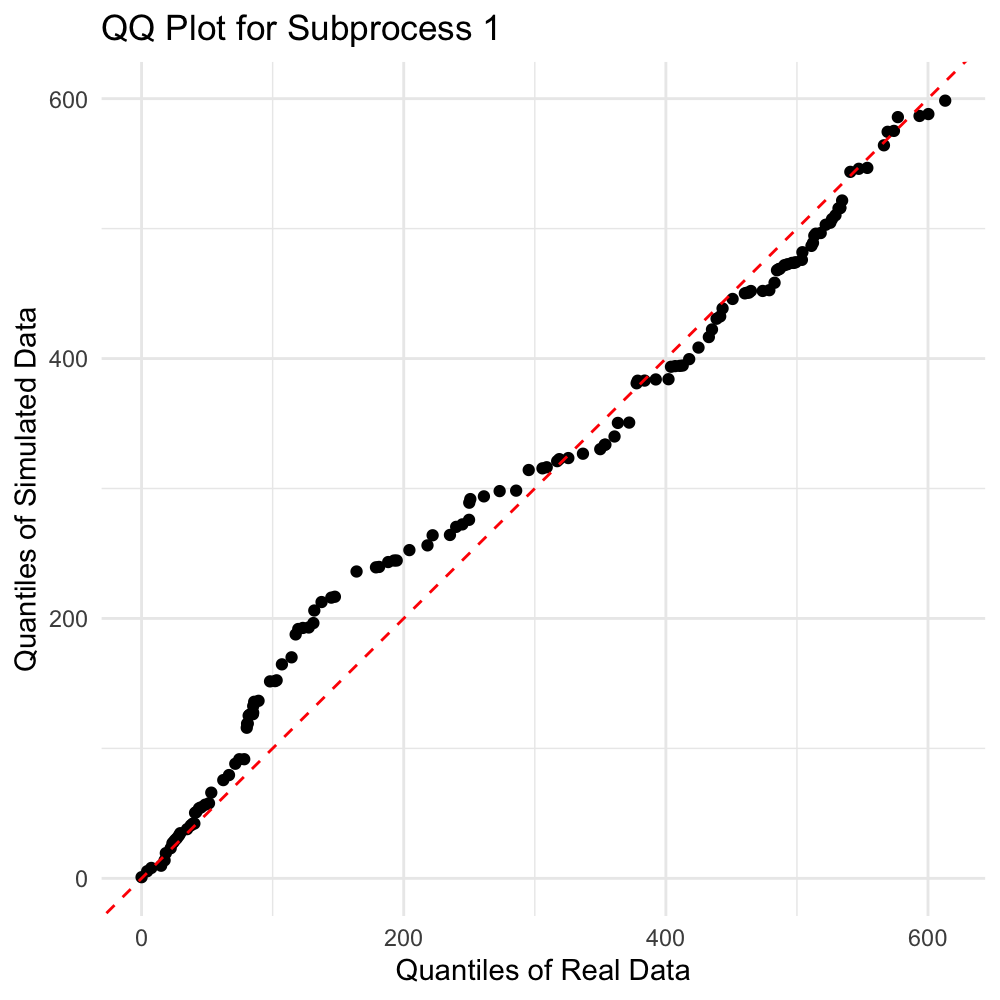 QQ Plot for Subprocess 1
Quantiles of Simulated Data
600
400
200
0
0 200 400 600
Quantiles of Real Data